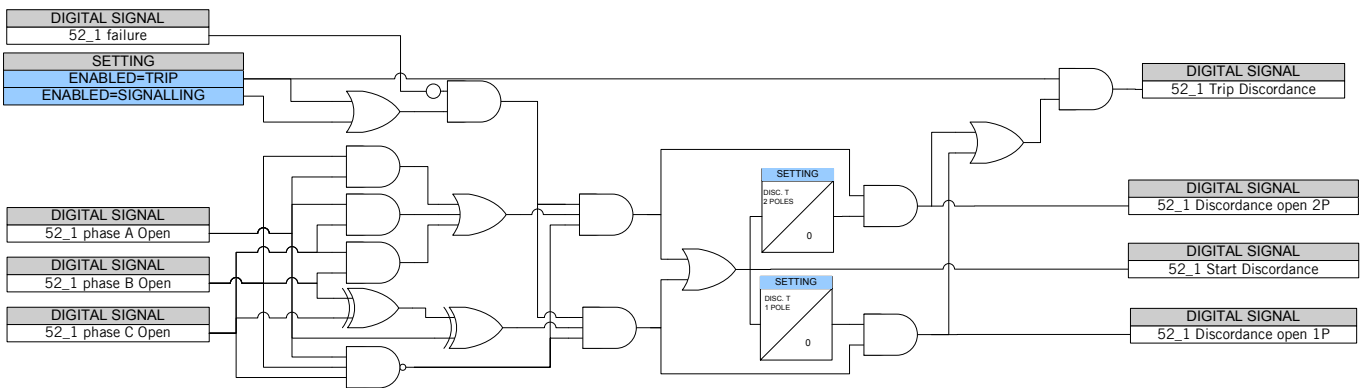 DIGITAL SIGNAL
52_1 failure
SETTING
ENABLED=TRIP
ENABLED=SIGNALLING
DIGITAL SIGNAL
52_1 phase A Open
DIGITAL SIGNAL
52_1 phase B Open
DIGITAL SIGNAL
52_1 phase C Open
SETTING
DISC. T
2 POLES
0
SETTING
DISC. T
1 POLE
0
DIGITAL SIGNAL
52_1 Trip Discordance
DIGITAL SIGNAL
52_1 Discordance open 2P
DIGITAL SIGNAL
52_1 Start Discordance
DIGITAL SIGNAL
52_1 Discordance open 1P